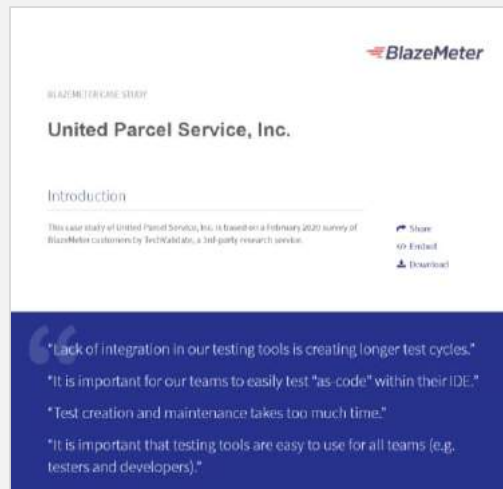 BlazeMeter
BLAZEMETER CASE STUDY
United Parcel Service, Inc.
Introduction
This case study of United Parcel Service, Inc. is based on a February 2020 survey of
BlazeMeter customers by TechValidate, a 3rd-party research service.
Share
Embed
Download
“Lack of integration in our testing tools is creating longer test cycles.”
“It is important for our teams to easily test "as-code" within their IDE.”
“Test creation and maintenance takes too much time.”
“It is important that testing tools are easy to use for all teams (e.g.
testers and developers).”